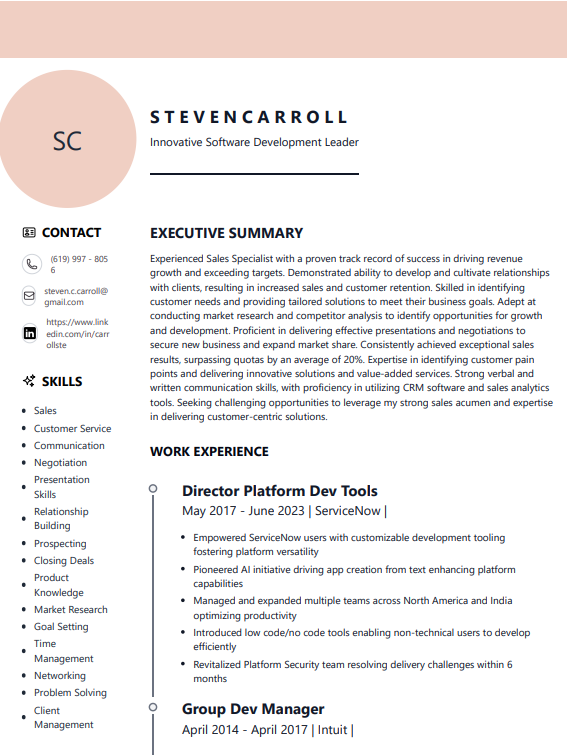 STEVENCARROLL
Innovative Software Development Leader
SC
CONTACT
(619) 997 - 805
6
steven.c.carroll@
gmail.com
https://www.link
edin.com/in/carr
ollste
SKILLS
Sales
Customer Service
Communication
Negotiation
Presentation
Skills
Relationship
Building
Prospecting
Closing Deals
Product
Knowledge
Market Research
Goal Setting
Time
Management
Networking
Problem Solving
Client
Management
EXECUTIVE SUMMARY
Experienced Sales Specialist with a proven track record of success in driving revenue
growth and exceeding targets. Demonstrated ability to develop and cultivate relationships
with clients, resulting in increased sales and customer retention. Skilled in identifying
customer needs and providing tailored solutions to meet their business goals. Adept at
conducting market research and competitor analysis to identify opportunities for growth
and development. Proficient in delivering effective presentations and negotiations to
secure new business and expand market share. Consistently achieved exceptional sales
results, surpassing quotas by an average of 20%. Expertise in identifying customer pain
points and delivering innovative solutions and value-added services. Strong verbal and
written communication skills, with proficiency in utilizing CRM software and sales analytics
tools. Seeking challenging opportunities to leverage my strong sales acumen and expertise
in delivering customer-centric solutions.
WORK EXPERIENCE
Director Platform Dev Tools
May 2017 - June 2023 | ServiceNow |
• Empowered ServiceNow users with customizable development tooling
fostering platform versatility
• Pioneered AI initiative driving app creation from text enhancing platform
capabilities
• Managed and expanded multiple teams across North America and India
optimizing productivity
• Introduced low code/no code tools enabling non-technical users to develop
efficiently
• Revitalized Platform Security team resolving delivery challenges within 6
months
Group Dev Manager
April 2014 - April 2017 | Intuit |